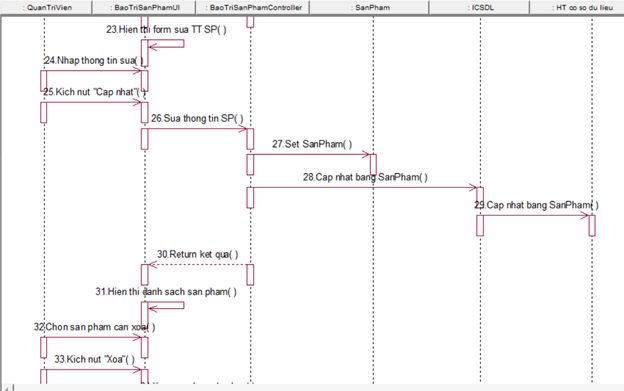 : QuanTriVien
: BaoTriSanPhamUI
: BaoTriSanPhamController
: SanPham
: ICSDL
: HT co so du lieu
23.Hien thi form sua TT SP( )
24.Nhap thong tin sua( )
25.Kich nut "Cap nhat"( )
26.Sua thong tin SP( )
27.Set SanPham( )
28.Cap nhat bang SanPham( )
29.Cap nhat bang SanPham( )
30.Return ket qua( )
31.Hien thi danh sach san pham( )
32.Chon san pham can xoa( )
33.Kich nut "Xoa"( )